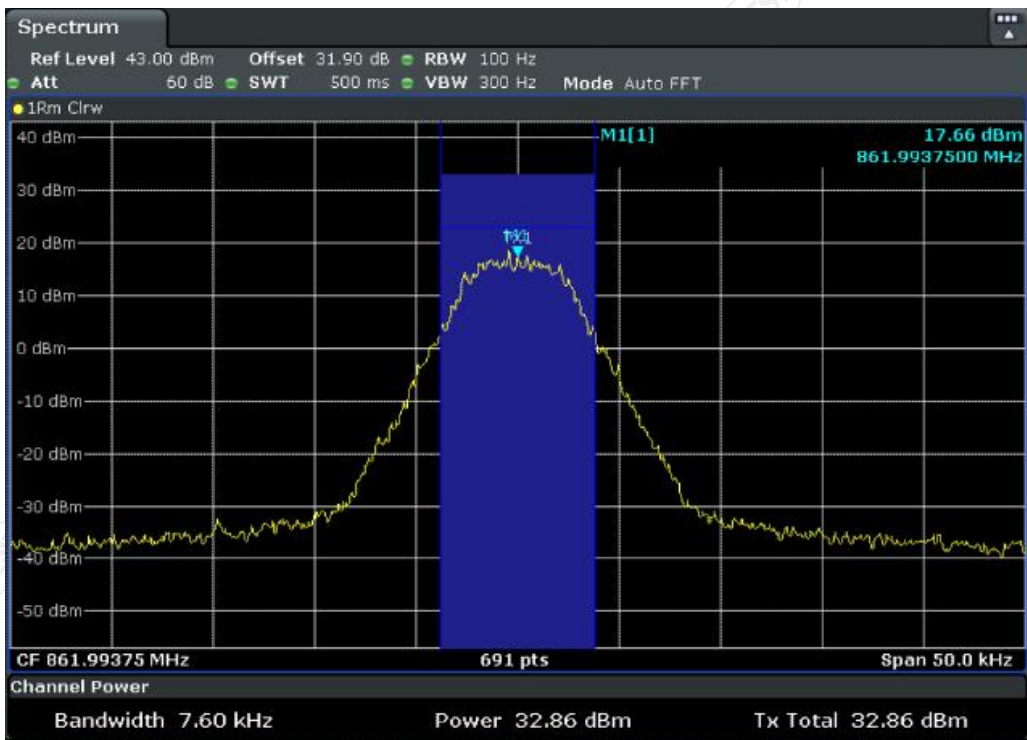 Spectrum
Ref Level 43.00 dBm Offset 31.90 dB RBW 100 Hz
Att 60 dB SWT 500 ms VBW 300 Hz Mode Auto FFT
1Rm Clrw
40 dBm M1[1] 17.66 dBm
861.9937500 MHz
30 dBm
20 dBm
10 dBm
0 dBm
-10 dBm
-20 dBm
-30 dBm
-40 dBm
-50 dBm
CF 861.99375 MHz 691 pts Span 50.0 kHz
Channel Power
Bandwidth 7.60 kHz Power 32.86 dBm Tx Total 32.86 dBm